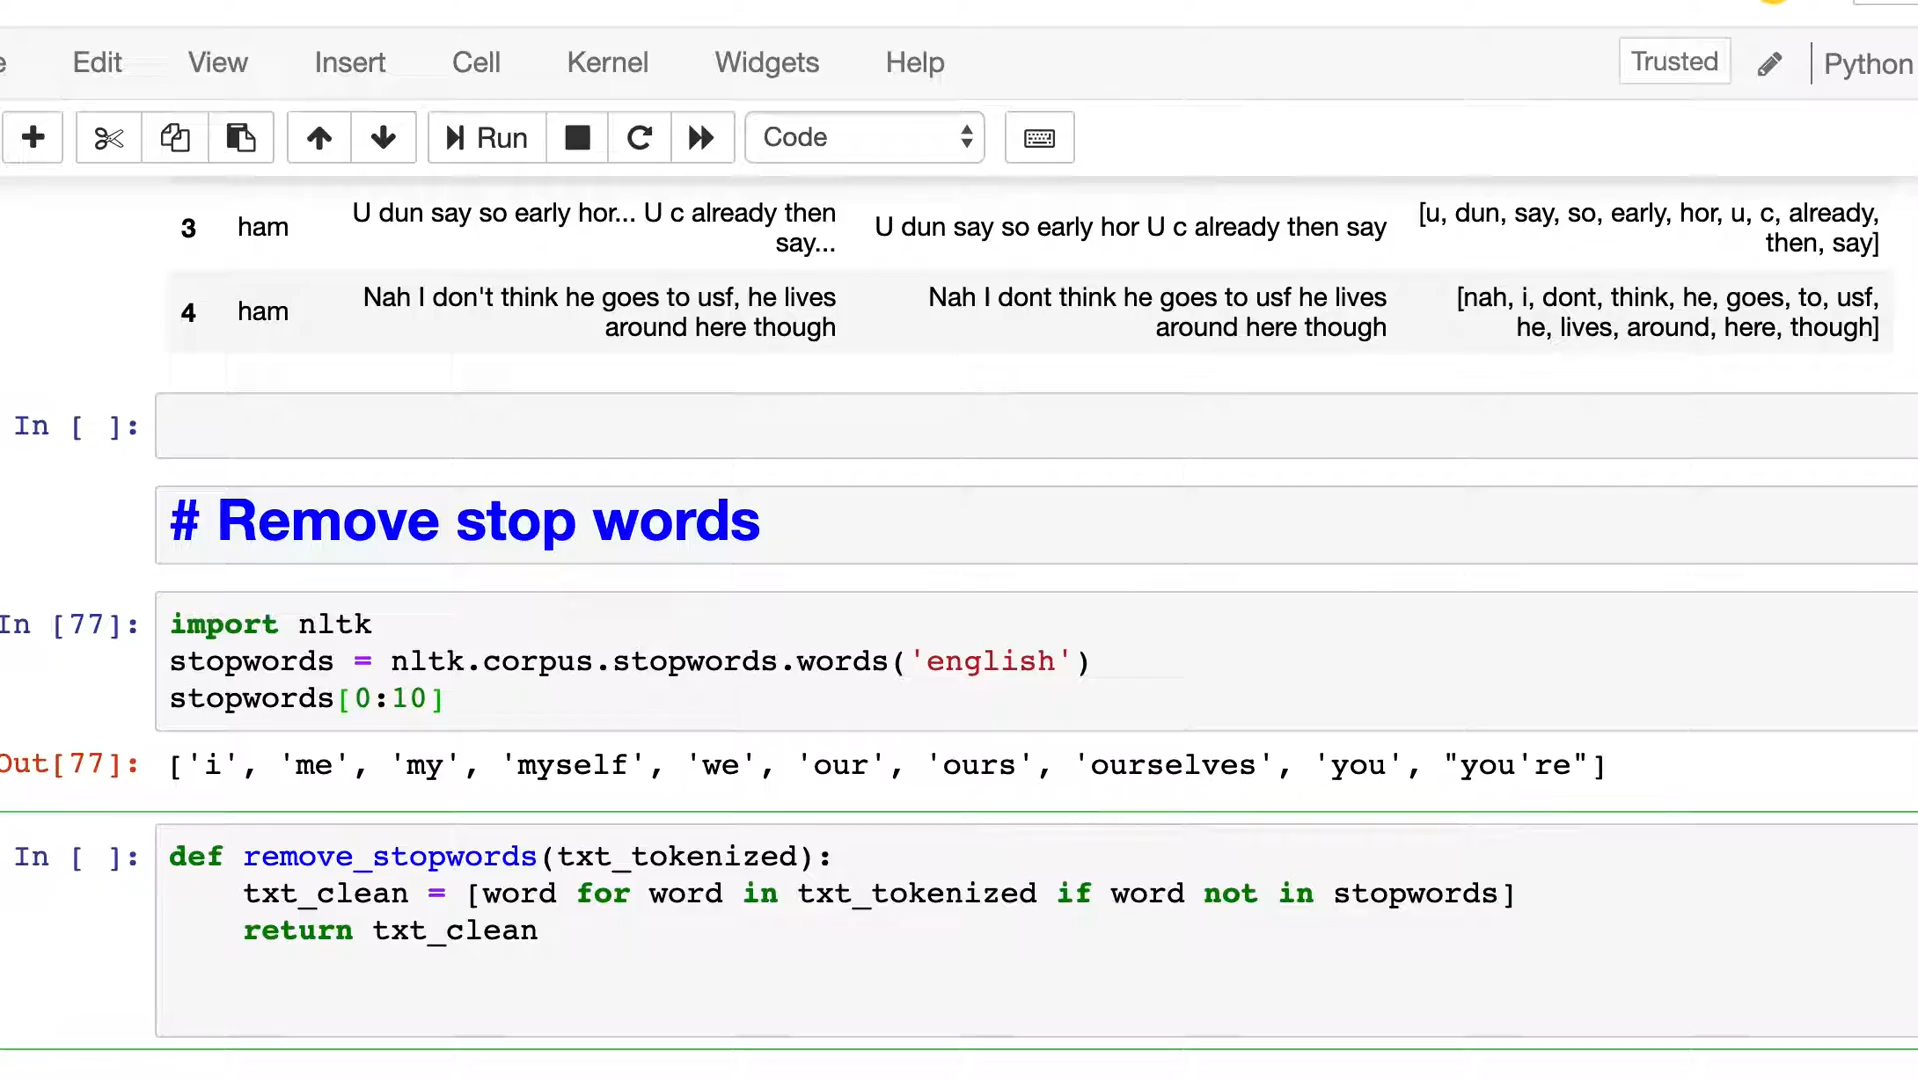 Edit View Insert Cell Kernel Widgets Help Trusted Python
Run Code
3 ham U dun say so early hor... U c already then say... U dun say so early hor U c already then say [u, dun, say, so, early, hor, u, c, already, then, say]
4 ham Nah I don't think he goes to usf, he lives around here though Nah I dont think he goes to usf he lives around here though [nah, i, dont, think, he, goes, to, usf, he, lives, around, here, though]
In [ ]:
# Remove stop words
In [77]: import nltk
stopwords = nltk.corpus.stopwords.words('english')
stopwords[0:10]
Out[77]: ['i', 'me', 'my', 'myself', 'we', 'our', 'ours', 'ourselves', 'you', "you're"]
In [ ]: def remove_stopwords(txt_tokenized):
    txt_clean = [word for word in txt_tokenized if word not in stopwords]
    return txt_clean